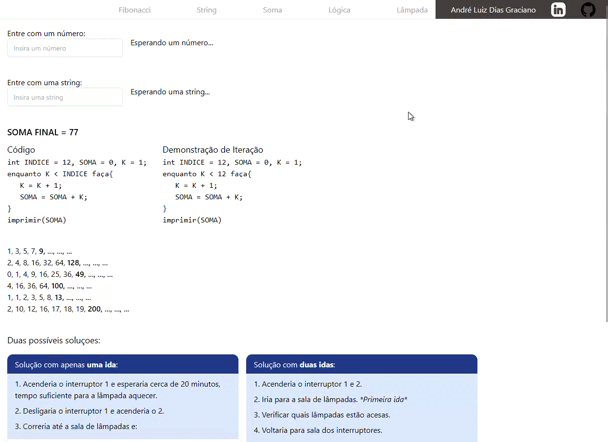 Fibonacci String Soma Lógica Lâmpada André Luiz Dias Graciano in
Entre com um número:
Insira um número
Esperando um número...
Entre com uma string:
Insira uma string
Esperando uma string...
SOMA FINAL = 77
Código
int INDICE = 12, SOMA = 0, K = 1;
enquanto K < INDICE faça{
K = K + 1;
SOMA = SOMA + K;
}
imprimir(SOMA)
Demonstração de Iteração
int INDICE = 12, SOMA = 0, K = 1;
enquanto K < 12 faça{
K = K + 1;
SOMA = SOMA + K;
}
imprimir(SOMA)
1, 3, 5, 7, 9, ..., ..., ...
2, 4, 8, 16, 32, 64, 128, ..., ..., ...
0, 1, 4, 9, 16, 25, 36, 49, ..., ..., ...
4, 16, 36, 64, 100, ..., ..., ...
1, 1, 2, 3, 5, 8, 13, ..., ..., ...
2, 10, 12, 16, 17, 18, 19, 200, ..., ..., ...
Duas possíveis soluçoes:
Solução com apenas uma ida:
1. Acenderia o interruptor 1 e esperaria cerca de 20 minutos,
tempo suficiente para a lâmpada aquecer.
2. Desligaria o interruptor 1 e acenderia o 2.
3. Correria até a sala de lâmpadas e:
Solução com duas idas:
1. Acenderia o interruptor 1 e 2.
2. Iria para a sala de lâmpadas. *Primeira ida*
3. Verificar quais lâmpadas estão acesas.
4. Voltaria para sala dos interruptores.